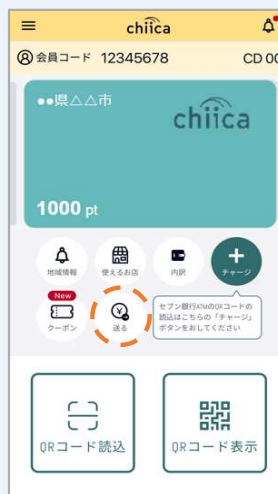 chiica
会員コード 12345678 CD 00
●●県△△市
chiica
1000 pt
地域情報 使えるお店 内訳 チャージ
New
クーポン 送る
セブン銀行ATMのQRコードの
読込はこちらの「チャージ」
ボタンをおしてください
QRコード読込 QRコード表示